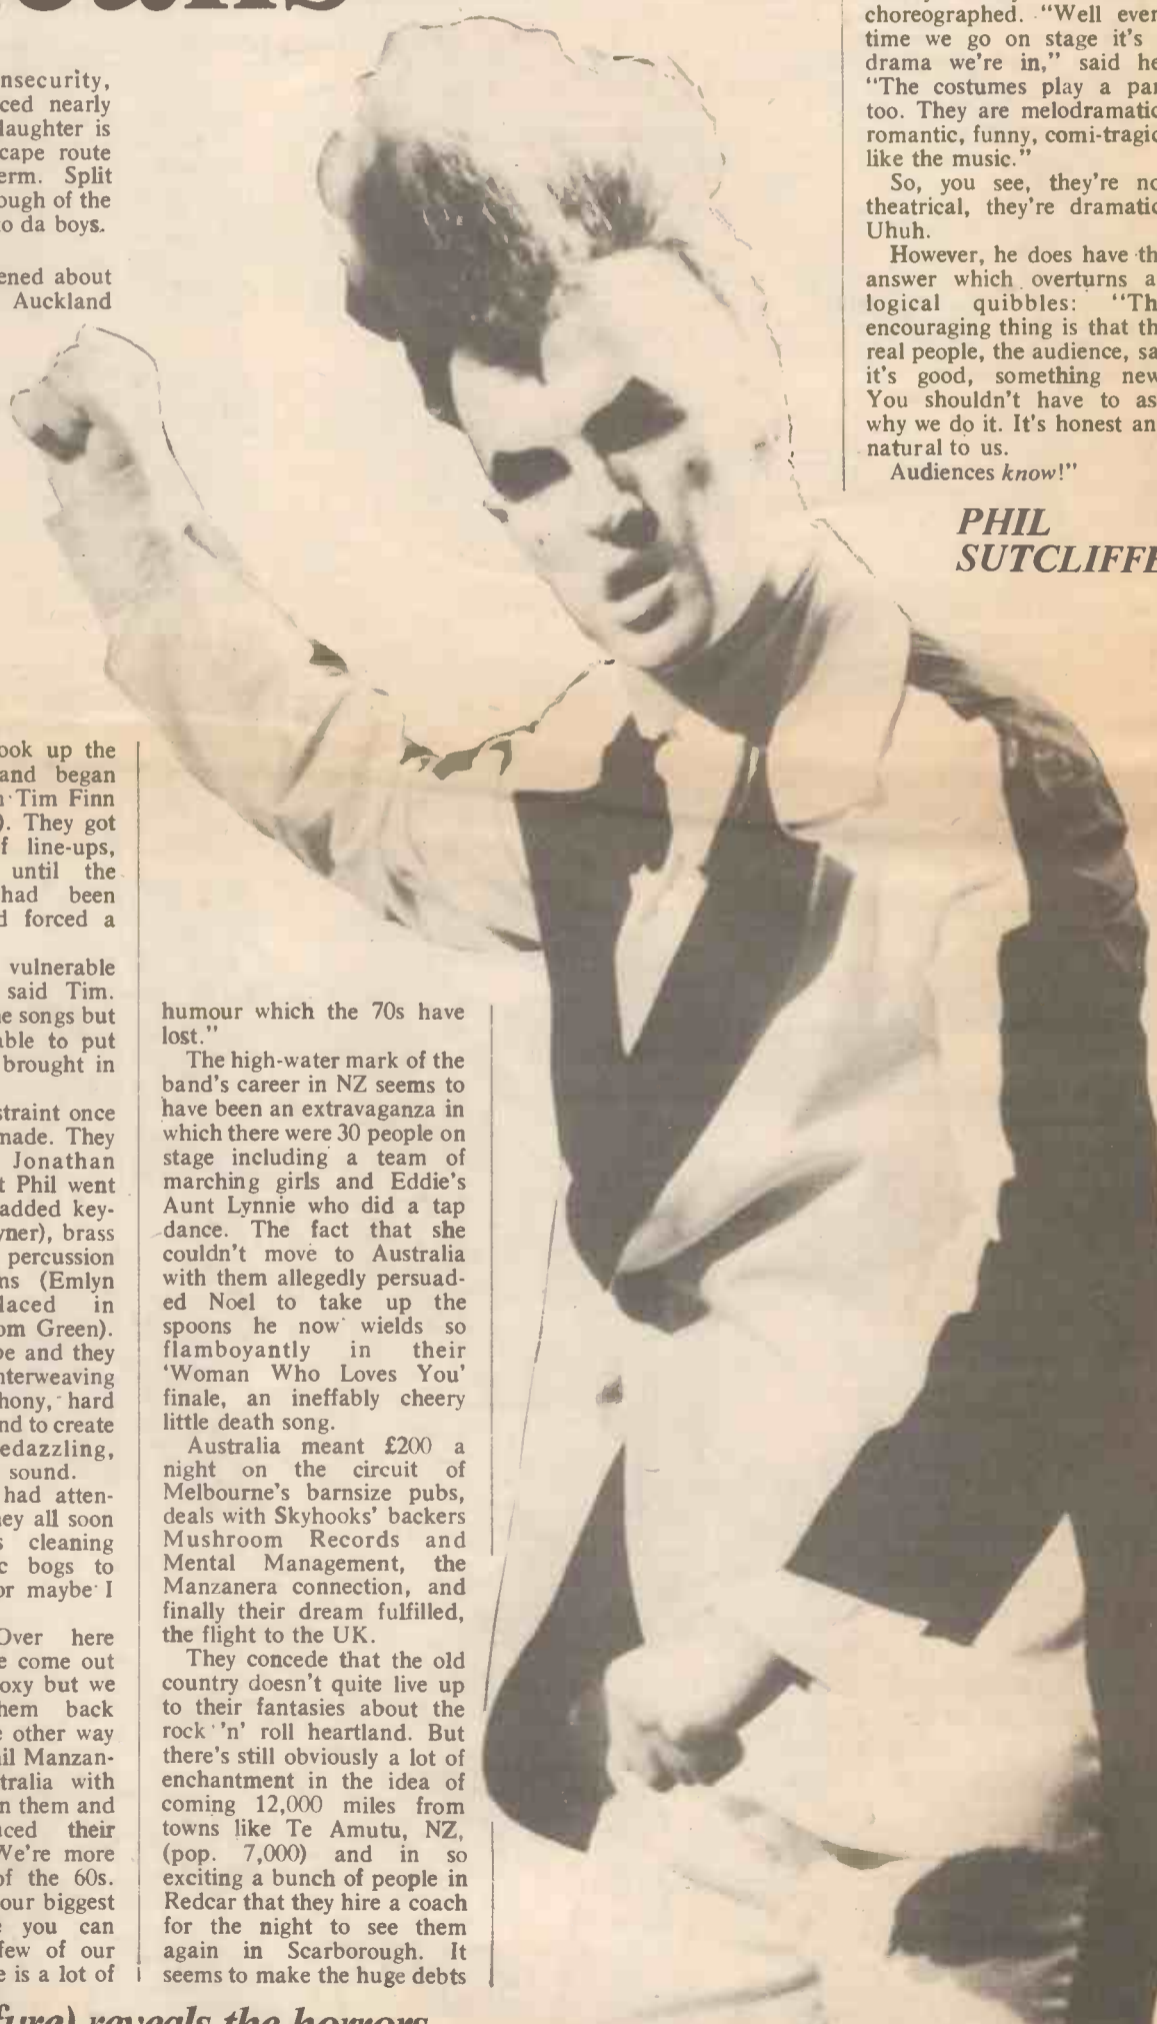 nsecurity,
ced nearly
laughter is
cape route
erm. Split
ough of the
o da boys.
ened about
Auckland
ook up the
and began
Tim Finn
). They got
f line-ups,
until the
had been
d forced a
vulnerable
said Tim.
e songs but
able to put
brought in
straint once
made. They
Jonathan
t Phil went
added key-
yner), brass
percussion
ns (Emlyn
laced in
om Green).
pe and they
nterweaving
phony, hard
nd to create
edazzling,
sound.
had atten-
ey all soon
s cleaning
c bogs to
or maybe I
Over here
e come out
oxy but we
hem back
e other way
il Manzan-
tralia with
n them and
ced their
We're more
of the 60s.
our biggest
e you can
few of our
e is a lot of
humour which the 70s have
lost."
The high-water mark of the
band's career in NZ seems to
have been an extravaganza in
which there were 30 people on
stage including a team of
marching girls and Eddie's
Aunt Lynnie who did a tap
dance. The fact that she
couldn't move to Australia
with them allegedly persuad-
ed Noel to take up the
spoons he now wields so
flamboyantly in their
'Woman Who Loves You'
finale, an ineffably cheery
little death song.
Australia meant £200 a
night on the circuit of
Melbourne's barnsize pubs,
deals with Skyhooks' backers
Mushroom Records and
Mental Management, the
Manzanera connection, and
finally their dream fulfilled,
the flight to the UK.
They concede that the old
country doesn't quite live up
to their fantasies about the
rock 'n' roll heartland. But
there's still obviously a lot of
enchantment in the idea of
coming 12,000 miles from
towns like Te Amutu, NZ,
(pop. 7,000) and in so
exciting a bunch of people in
Redcar that they hire a coach
for the night to see them
again in Scarborough. It
seems to make the huge debts
choreographed. "Well ever
time we go on stage it's
drama we're in," said he
"The costumes play a par
too. They are melodramatic
romantic, funny, comi-tragic
like the music."
So, you see, they're no
theatrical, they're dramatic
Uhuh.
However, he does have th
answer which overturns a
logical quibbles: "Th
encouraging thing is that th
real people, the audience, sa
it's good, something new
You shouldn't have to as
why we do it. It's honest an
natural to us.
Audiences know!"
PHIL
SUTCLIFFE
fure) reveals the horrors